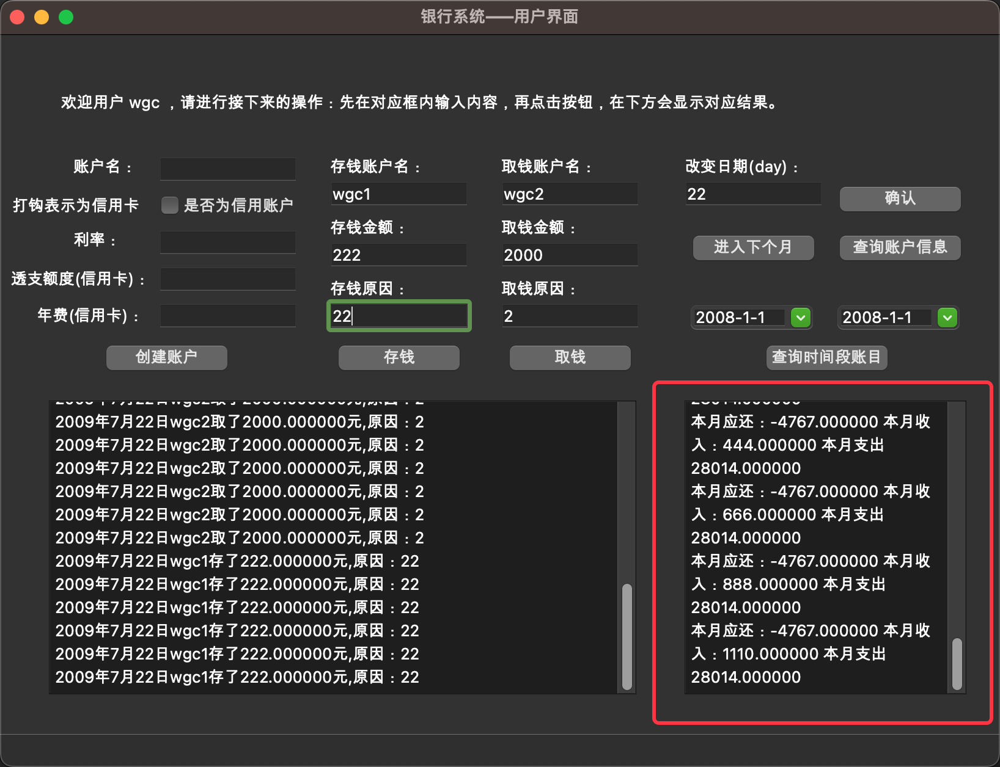 银行系统——用户界面
欢迎用户 wgc ，请进行接下来的操作：先在对应框内输入内容，再点击按钮，在下方会显示对应结果。
账户名：
打钩表示为信用卡
是否为信用账户
利率：
透支额度(信用卡)：
年费(信用卡)：
创建账户
存钱账户名：
wgc1
存钱金额：
222
存钱原因：
22
存钱
取钱账户名：
wgc2
取钱金额：
2000
取钱原因：
2
取钱
改变日期(day)：
22
确认
进入下个月
查询账户信息
2008-1-1
2008-1-1
查询时间段账目
2009年7月22日wgc2取了2000.000000元,原因：2
2009年7月22日wgc2取了2000.000000元,原因：2
2009年7月22日wgc2取了2000.000000元,原因：2
2009年7月22日wgc2取了2000.000000元,原因：2
2009年7月22日wgc2取了2000.000000元,原因：2
2009年7月22日wgc2取了2000.000000元,原因：2
2009年7月22日wgc1存了222.000000元,原因：22
2009年7月22日wgc1存了222.000000元,原因：22
2009年7月22日wgc1存了222.000000元,原因：22
2009年7月22日wgc1存了222.000000元,原因：22
2009年7月22日wgc1存了222.000000元,原因：22
2009年7月22日wgc1存了222.000000元,原因：22
28014.000000
本月应还：-4767.000000 本月收
入：444.000000 本月支出
28014.000000
本月应还：-4767.000000 本月收
入：666.000000 本月支出
28014.000000
本月应还：-4767.000000 本月收
入：888.000000 本月支出
28014.000000
本月应还：-4767.000000 本月收
入：1110.000000 本月支出
28014.000000